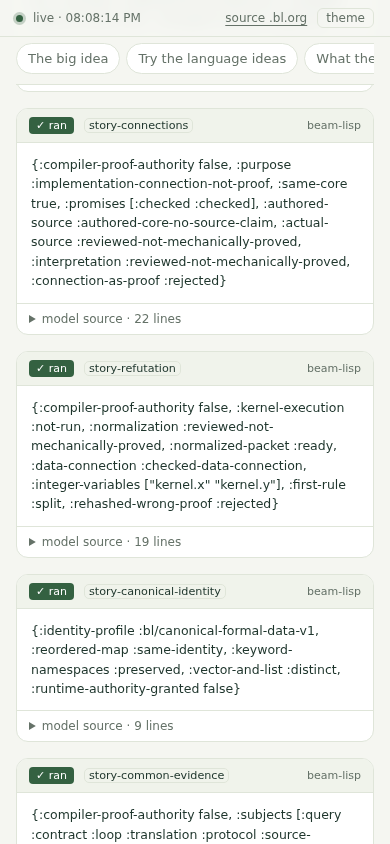 live · 08:08:14 PM
source .bl.org
theme
The big idea
Try the language ideas
What the
✓ ran
story-connections
beam-lisp
{:compiler-proof-authority false, :purpose
:implementation-connection-not-proof, :same-core
true, :promises [:checked :checked], :authored-
source :authored-core-no-source-claim, :actual-
source :reviewed-not-mechanically-proved,
:interpretation :reviewed-not-mechanically-proved,
:connection-as-proof :rejected}
▶ model source · 22 lines
✓ ran
story-refutation
beam-lisp
{:compiler-proof-authority false, :kernel-execution
:not-run, :normalization :reviewed-not-
mechanically-proved, :normalized-packet :ready,
:data-connection :checked-data-connection,
:integer-variables ["kernel.x" "kernel.y"], :first-rule
:split, :rehashed-wrong-proof :rejected}
▶ model source · 19 lines
✓ ran
story-canonical-identity
beam-lisp
{:identity-profile :bl/canonical-formal-data-v1,
:reordered-map :same-identity, :keyword-
namespaces :preserved, :vector-and-list :distinct,
:runtime-authority-granted false}
▶ model source · 9 lines
✓ ran
story-common-evidence
beam-lisp
{:compiler-proof-authority false, :subjects [:query
:contract :loop :translation :protocol :source-